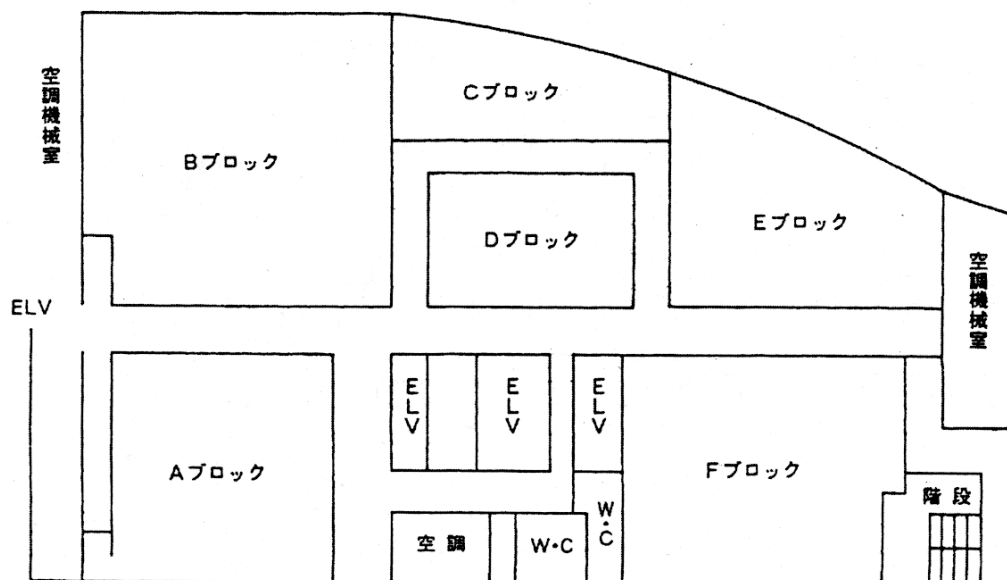 空調機械室
Cブロック
Bブロック
Dブロック
Eブロック
空調機械室
ELV
ELV
ELV
ELV
Aブロック
Fブロック
階段
空調
W・C
W・C